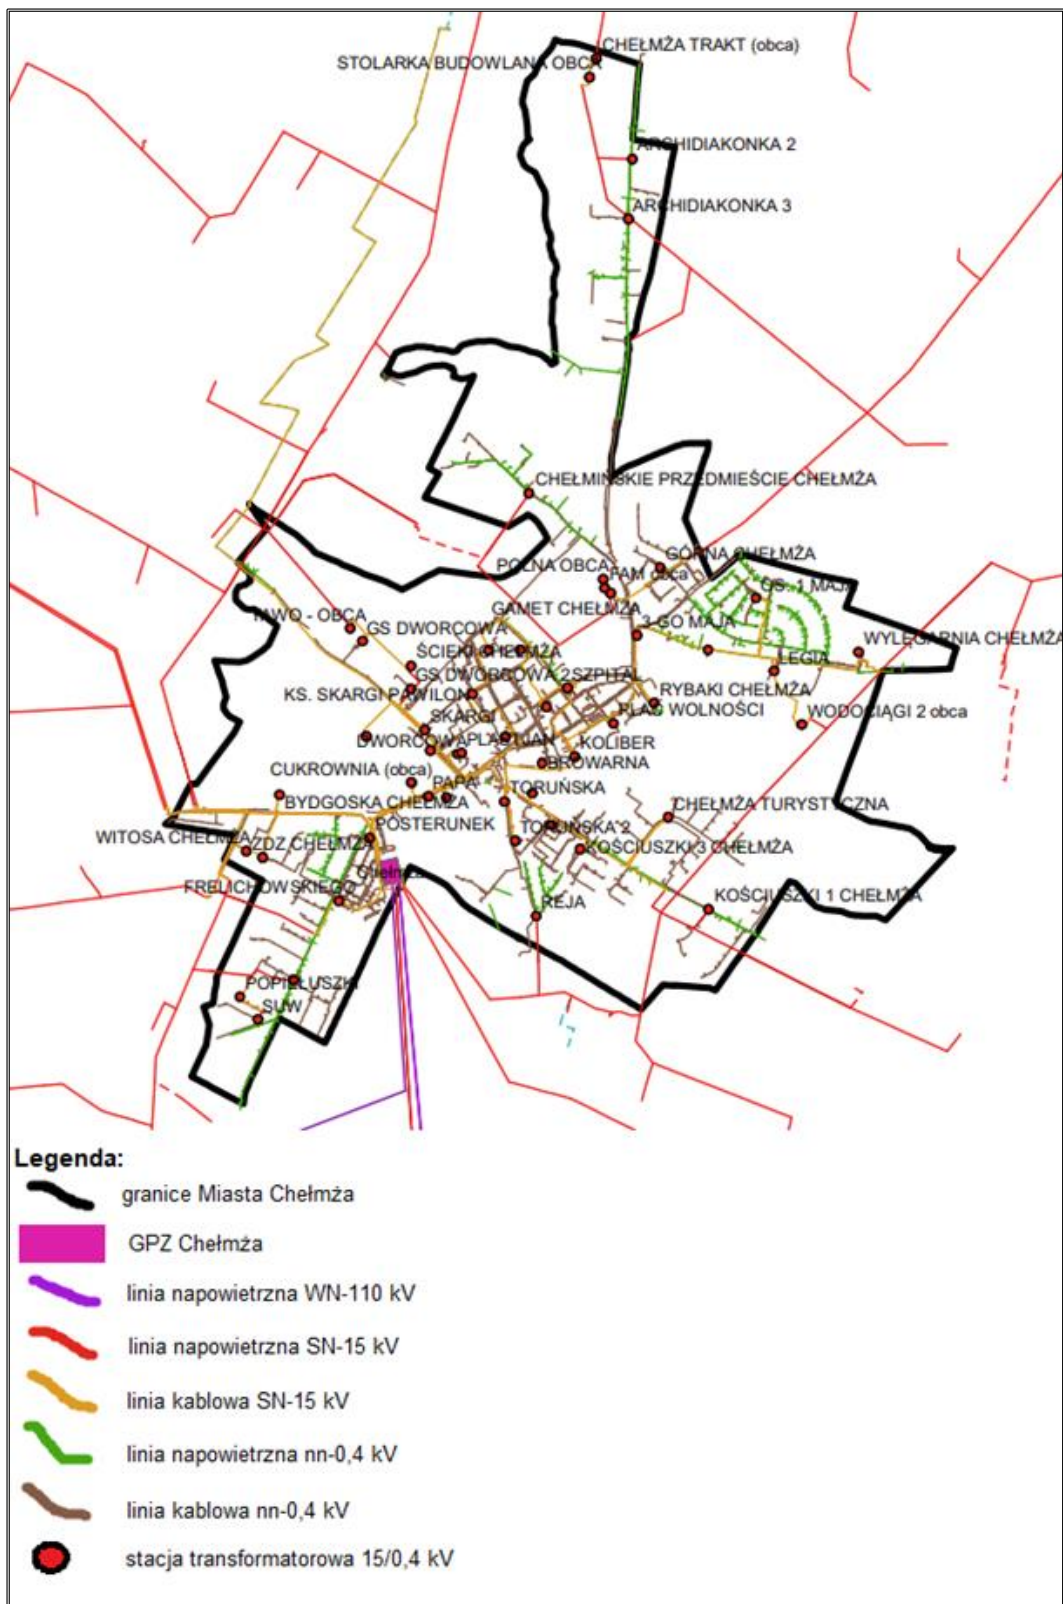 CHEŁMŻA TRAKT (obca)
STOLARKA BUDOWLANA OBCA
ARCHIDIAKONKA 2
ARCHIDIAKONKA 3
CHEŁMIŃSKIE PRZEDMIEŚCIE CHEŁMŻA
GÓRNA CHEŁMŻA
POLNA OBCA
FAM obca
OS. 1 MAJA
GAMET CHEŁMŻA
3-GO MAJA
OBCA
GS DWORCOWA
WYLĘGARNIA CHEŁMŻA
ŚCIEKI CHEŁMŻA
LEGIA
GS DWORCOWA 2
SZPITAL
RYBAKI CHEŁMŻA
KS. SKARGI PAWILON
PLAC WOLNOŚCI
WODOCIĄGI 2 obca
SKARGI
DWORCOWA
KOLIBER
BROWARNA
CUKROWNIA (obca)
PAPA
TORUŃSKA
BYDGOSKA CHEŁMŻA
CHEŁMŻA TURYSTYCZNA
POSTERUNEK
TORUŃSKA 2
WITOSA CHEŁMŻA
ZDZ CHEŁMŻA
KOŚCIUSZKI 3 CHEŁMŻA
Chełmża
FRELICHOWSKIEGO
REJA
KOŚCIUSZKI 1 CHEŁMŻA
POPIEŁUSZKI
SUW
Legenda:
granice Miasta Chełmża
GPZ Chełmża
linia napowietrzna WN-110 kV
linia napowietrzna SN-15 kV
linia kablowa SN-15 kV
linia napowietrzna nn-0,4 kV
linia kablowa nn-0,4 kV
stacja transformatorowa 15/0,4 kV